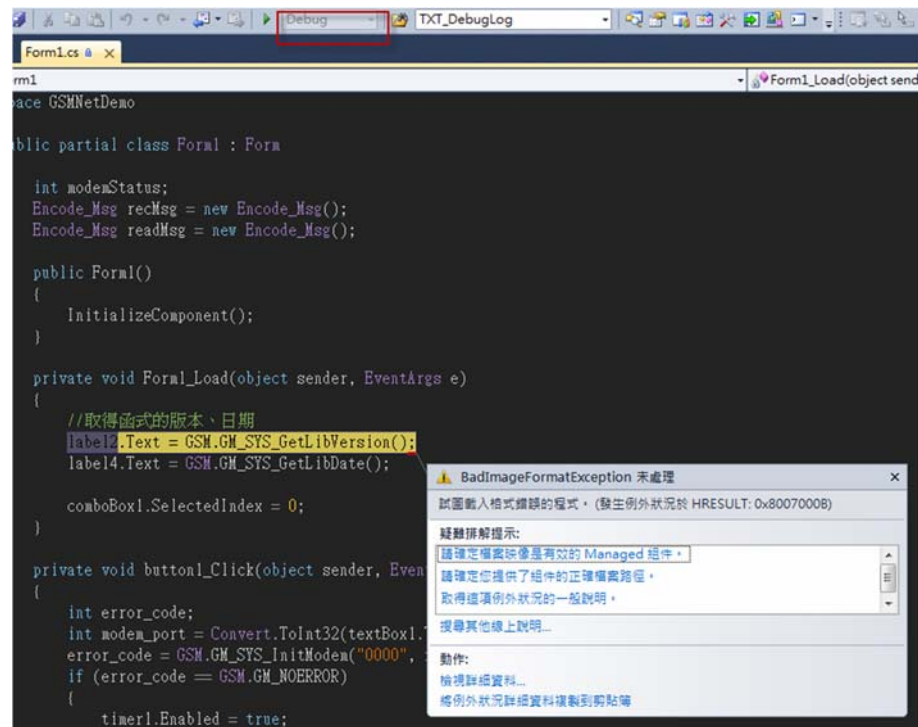 Debug
TXT_DebugLog
Form1.cs
rm1
Form1_Load(object send
pace GSMNetDemo
ublic partial class Form1 : Form
int modemStatus;
Encode_Msg recMsg = new Encode_Msg();
Encode_Msg readMsg = new Encode_Msg();
public Form1()
{
InitializeComponent();
}
private void Form1_Load(object sender, EventArgs e)
{
//取得函式的版本、日期
label2.Text = GSM.GM_SYS_GetLibVersion();
label4.Text = GSM.GM_SYS_GetLibDate();
comboBox1.SelectedIndex = 0;
}
private void button1_Click(object sender, Even
{
int error_code;
int modem_port = Convert.ToInt32(textBox1.
error_code = GSM.GM_SYS_InitModem("0000",
if (error_code == GSM.GM_NOERROR)
{
timer1.Enabled = true;
BadImageFormatException 未處理
試圖載入格式錯誤的程式。 (發生例外狀況於 HRESULT: 0x8007000B)
疑難排解提示:
請確定檔案映像是有效的 Managed 組件。
請確定您提供了組件的正確檔案路徑。
取得這項例外狀況的一般說明。
搜尋其他線上說明...
動作:
檢視詳細資料...
將例外狀況詳細資料複製到剪貼簿